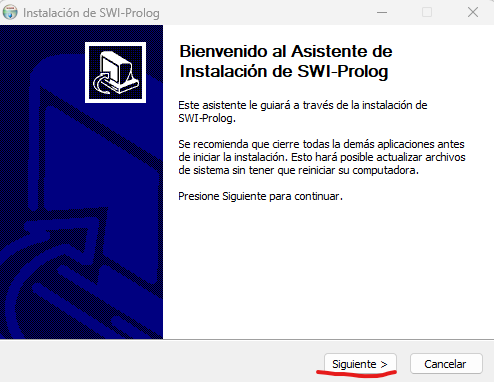 Instalación de SWI-Prolog
Bienvenido al Asistente de
Instalación de SWI-Prolog
Este asistente le guiará a través de la instalación de
SWI-Prolog.
Se recomienda que cierre todas la demás aplicaciones antes
de iniciar la instalación. Esto hará posible actualizar archivos
de sistema sin tener que reiniciar su computadora.
Presione Siguiente para continuar.
Siguiente >
Cancelar